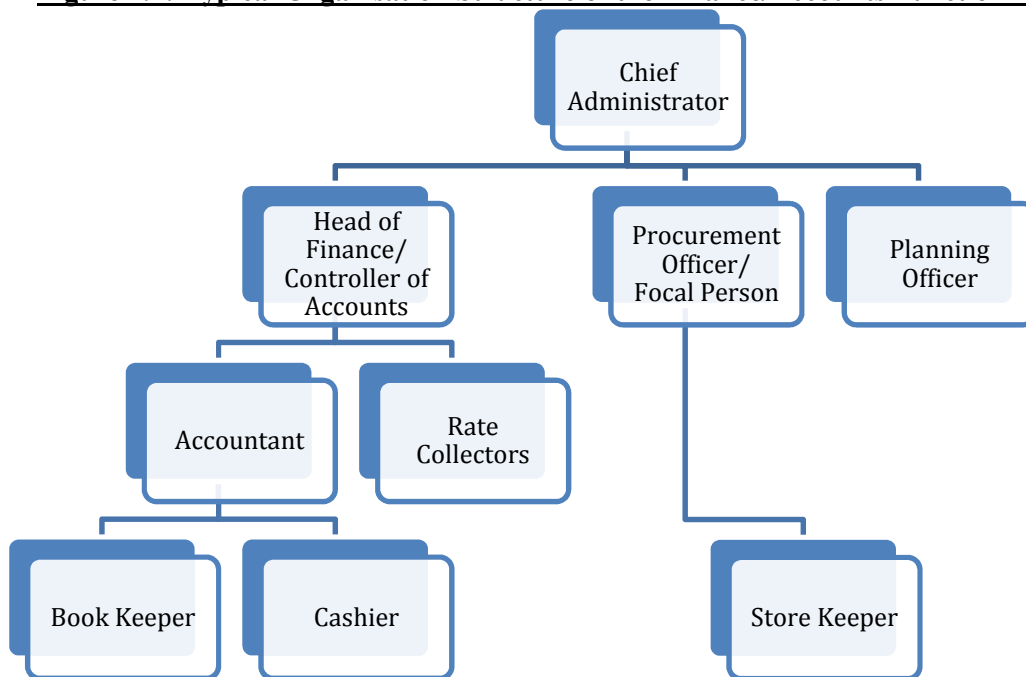 Chief
Administrator
Head of
Finance/
Controller of
Accounts
Procurement
Officer/
Focal Person
Planning
Officer
Accountant
Rate
Collectors
Book Keeper
Cashier
Store Keeper